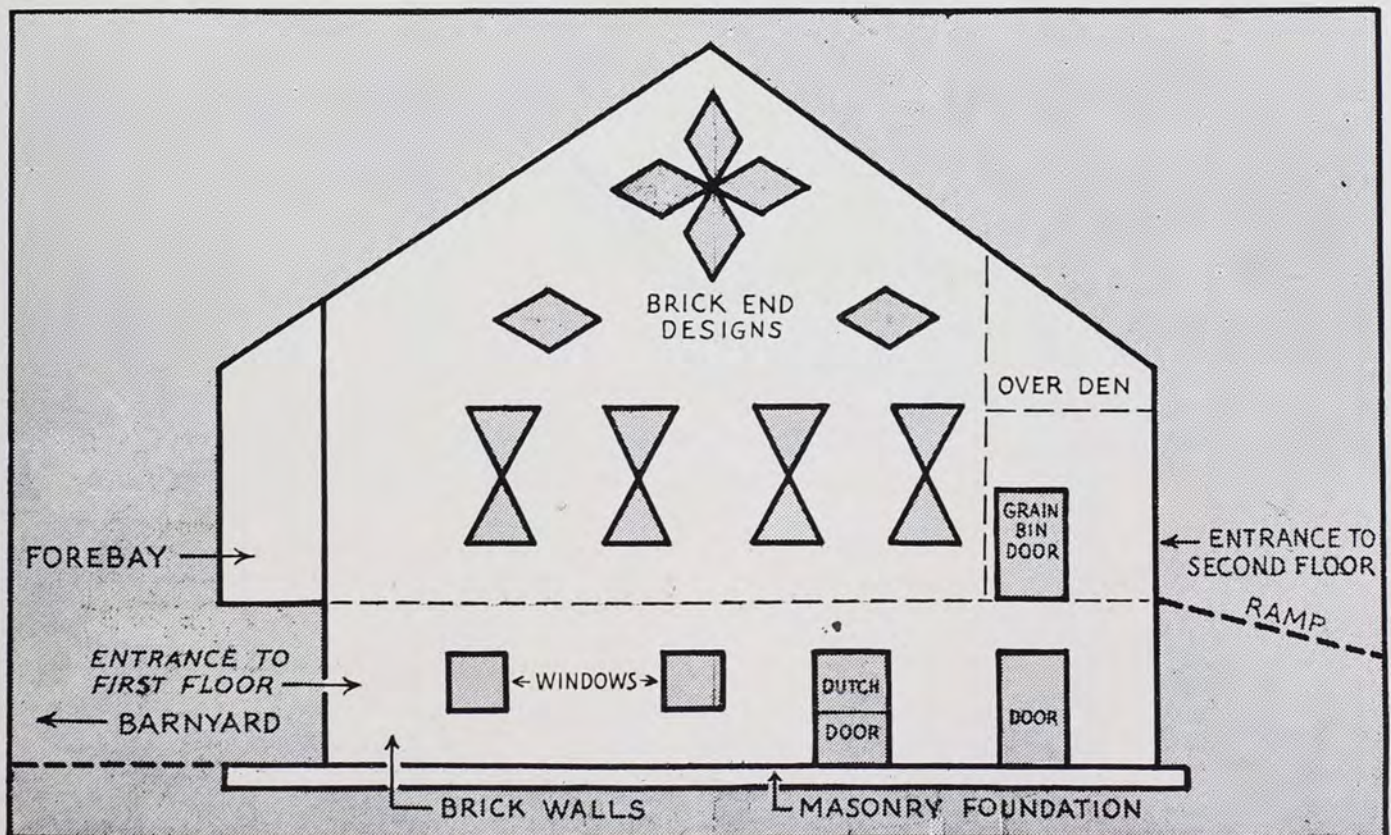 BRICK END
DESIGNS
OVER DEN
GRAIN
BIN
DOOR
FOREBAY
ENTRANCE TO
SECOND FLOOR
RAMP
ENTRANCE TO
FIRST FLOOR
WINDOWS
DUTCH
DOOR
DOOR
BARNYARD
BRICK WALLS
MASONRY FOUNDATION